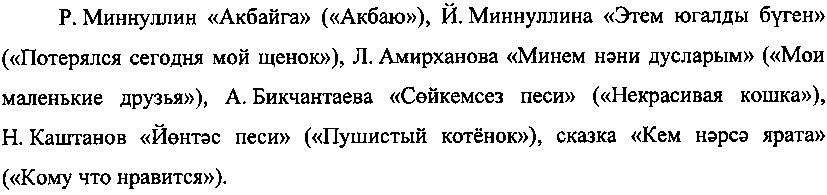 Р. Миннуллин «Акбайга» («Акбаю»), Й. Миннуллина «Этем югалды бүген»
(«Потерялся сегодня мой щенок»), Л. Амирханова «Минем нәни дусларым» («Мои
маленькие друзья»), А. Бикчантаева «Сөйкемсез песи» («Некрасивая кошка»),
Н. Каштанов «Йөнтәс песи» («Пушистый котёнок»), сказка «Кем нәрсә ярата»
(«Кому что нравится»).